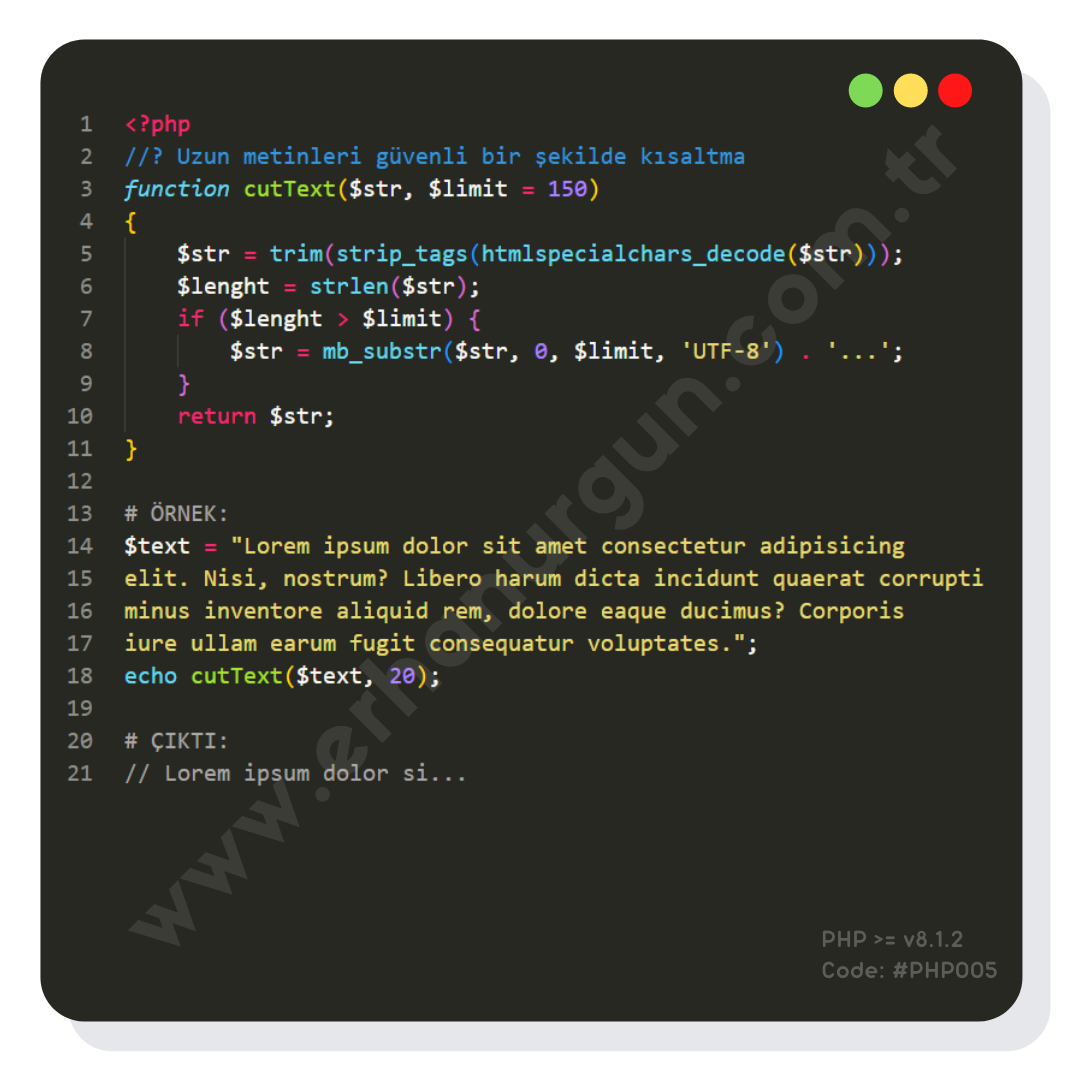 1 <?php
2 //? Uzun metinleri güvenli bir şekilde kısaltma
3 function cutText($str, $limit = 150)
4 {
5     $str = trim(strip_tags(htmlspecialchars_decode($str)));
6     $lenght = strlen($str);
7     if ($lenght > $limit) {
8         $str = mb_substr($str, 0, $limit, 'UTF-8') . '...';
9     }
10     return $str;
11 }
12
13 # ÖRNEK:
14 $text = "Lorem ipsum dolor sit amet consectetur adipisicing
15 elit. Nisi, nostrum? Libero harum dicta incidunt quaerat corrupti
16 minus inventore aliquid rem, dolore eaque ducimus? Corporis
17 iure ullam earum fugit consequatur voluptates.";
18 echo cutText($text, 20);
19
20 # ÇIKTI:
21 // Lorem ipsum dolor si...
www.erhanurgun.com.tr
PHP >= v8.1.2
Code: #PHP005